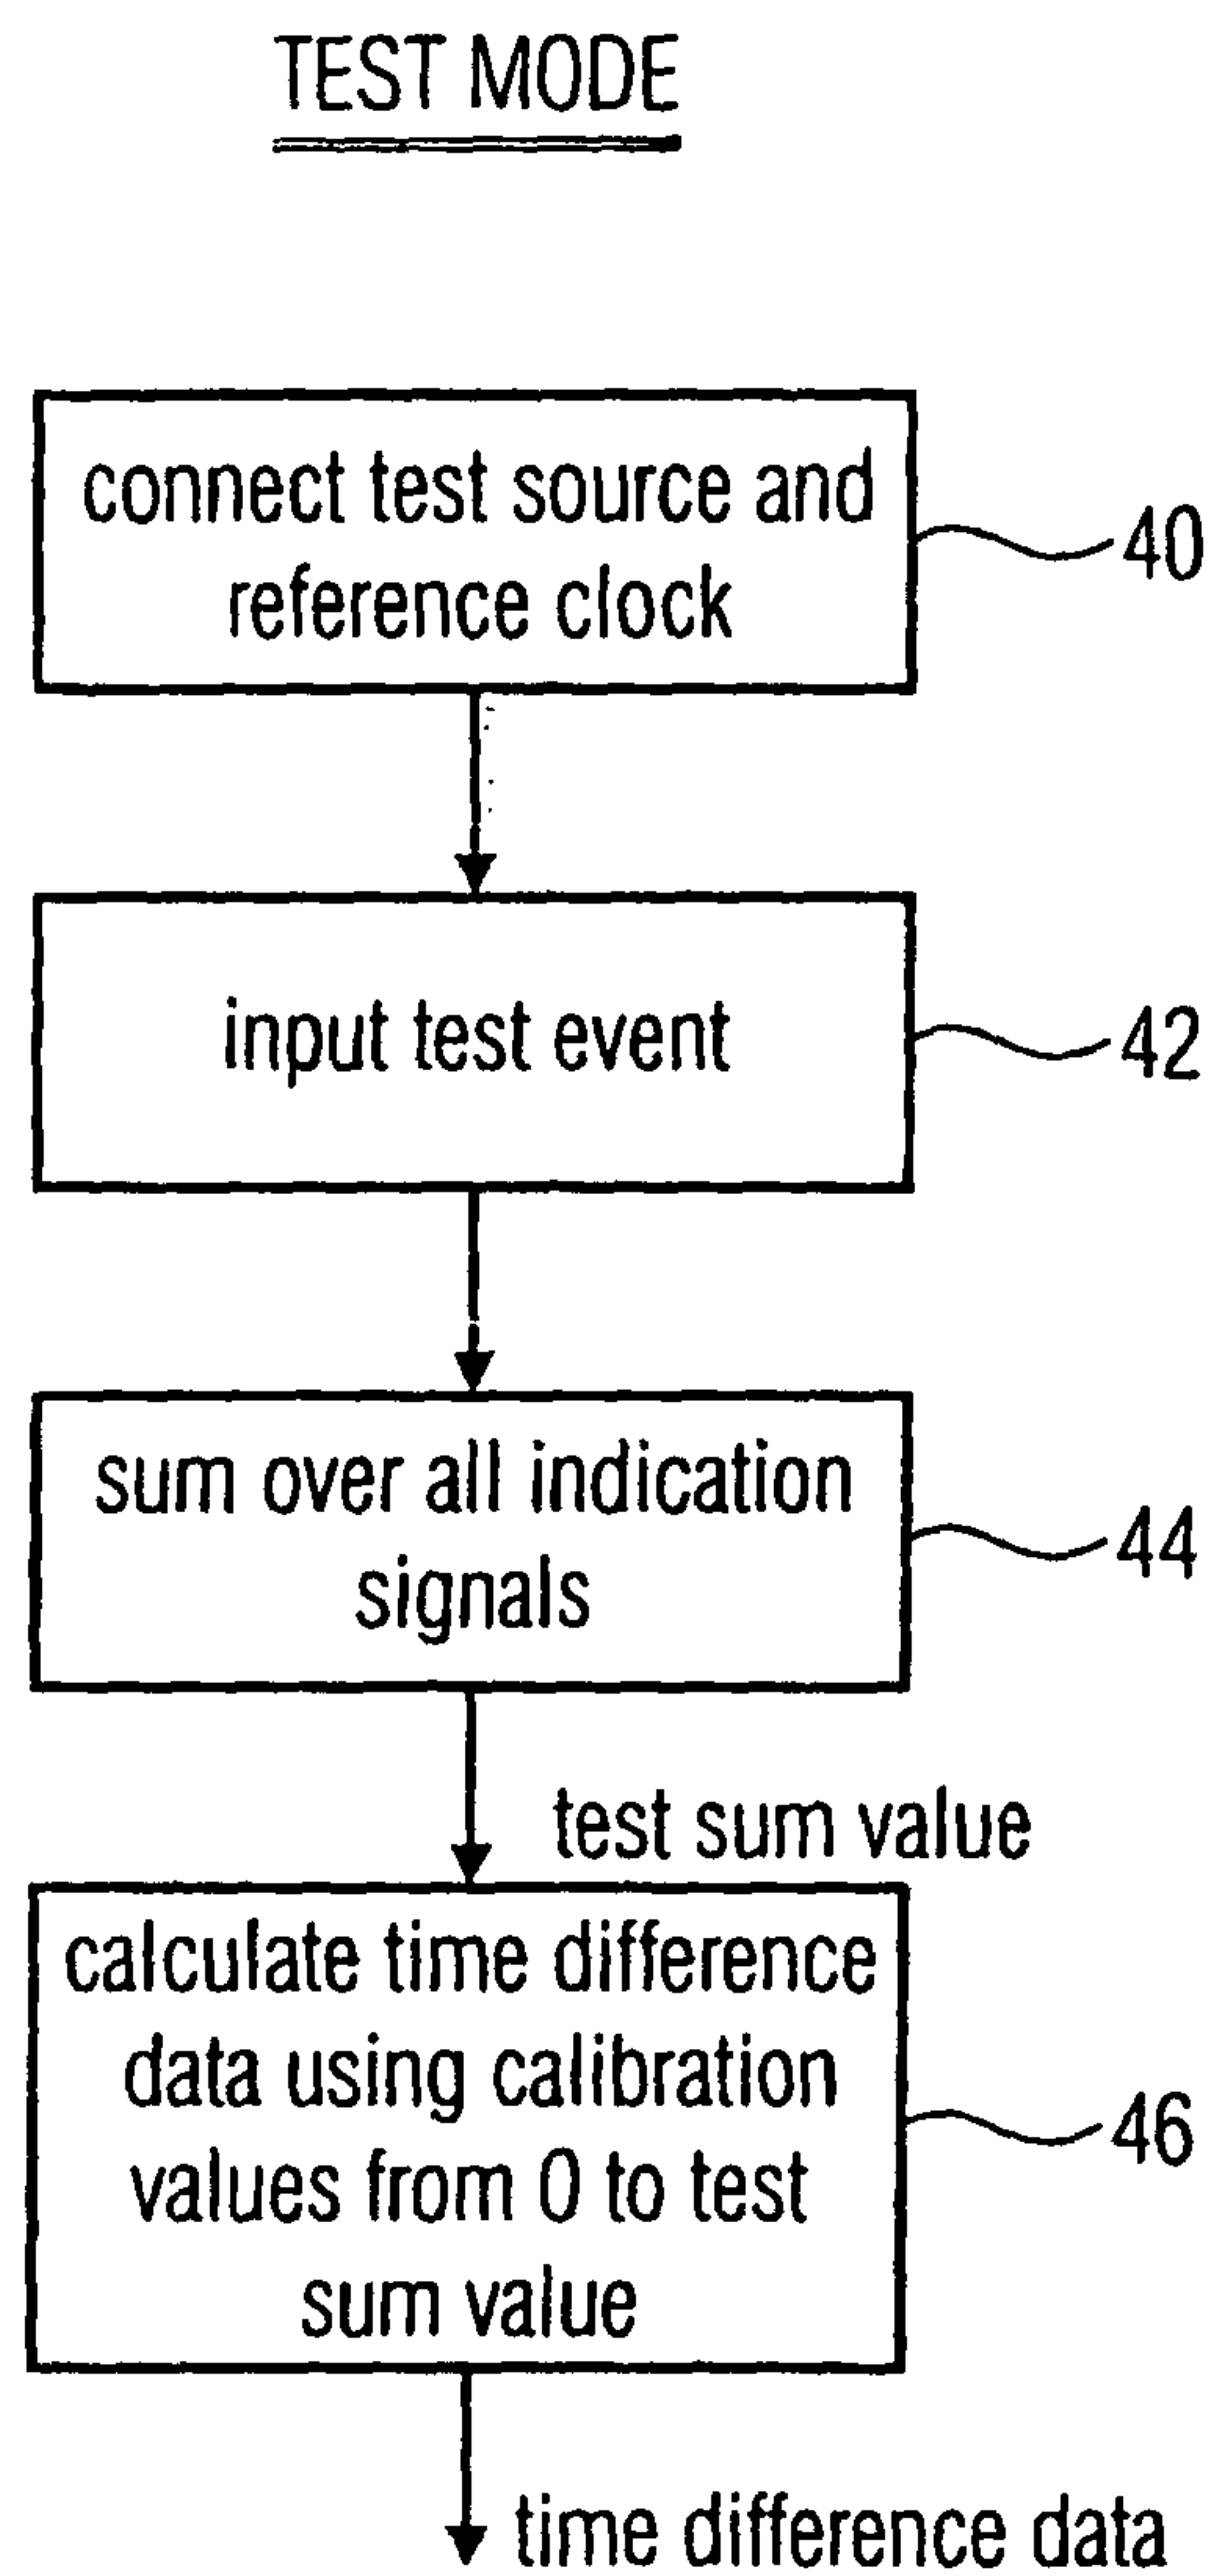 TEST MODE
connect test source and
reference clock
40
input test event
42
sum over all indication
signals
44
test sum value
calculate time difference
data using calibration
values from 0 to test
sum value
46
time difference data